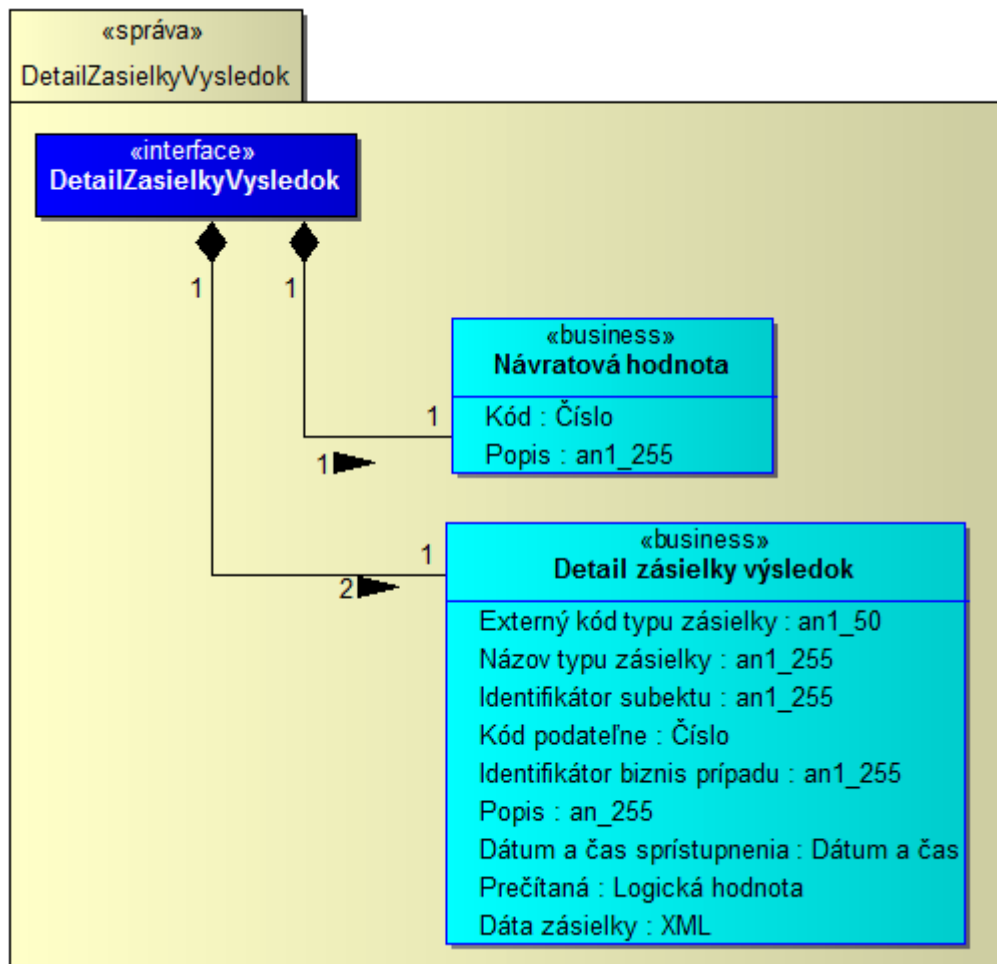 «správa»
DetailZasielkyVysledok
«interface»
DetailZasielkyVysledok
1
1
«business»
Návratová hodnota
Kód : Číslo
Popis : an1_255
1
1
«business»
Detail zásielky výsledok
Externý kód typu zásielky : an1_50
Názov typu zásielky : an1_255
Identifikátor subektu : an1_255
Kód podateľne : Číslo
Identifikátor biznis prípadu : an1_255
Popis : an_255
Dátum a čas sprístupnenia : Dátum a čas
Prečítaná : Logická hodnota
Dáta zásielky : XML
1
2